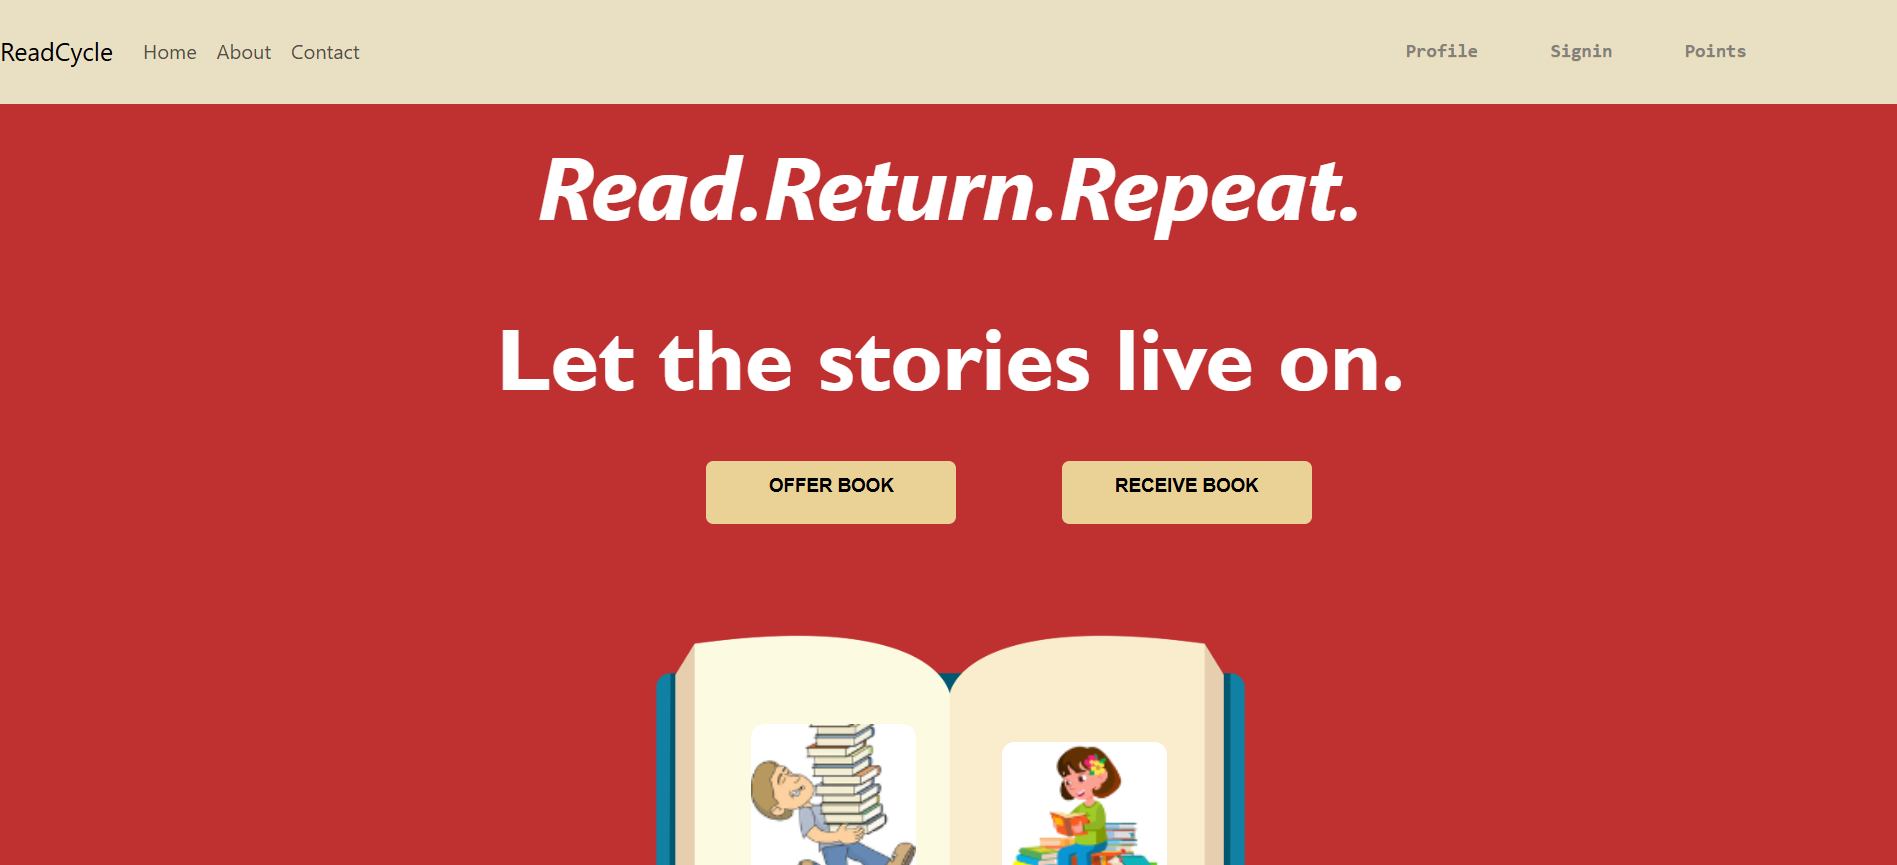 ReadCycle Home About Contact Profile Signin Points
Read.Return.Repeat.
Let the stories live on.
OFFER BOOK RECEIVE BOOK